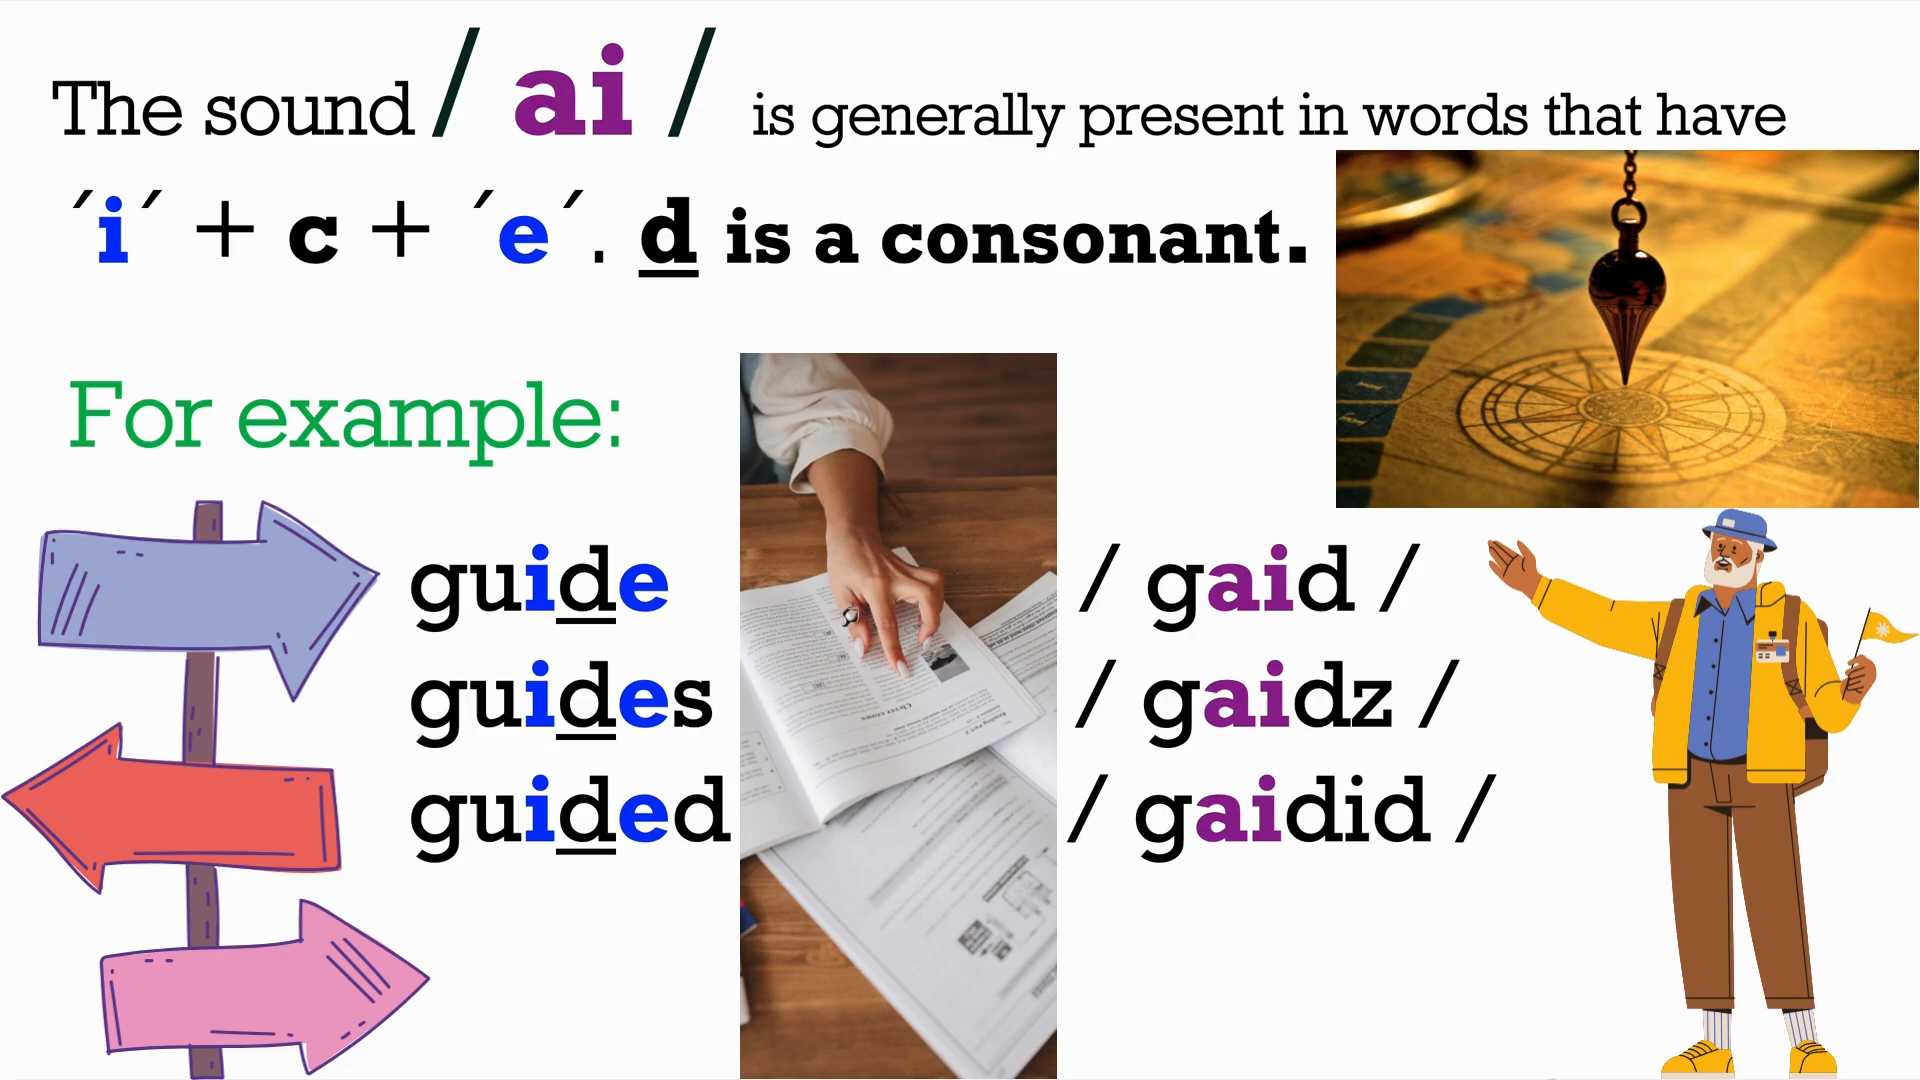 The sound / ai / is generally present in words that have
´i´ + c + ´e´. d is a consonant.
For example:
guide / gaid /
guides / gaidz /
guided / gaidid /